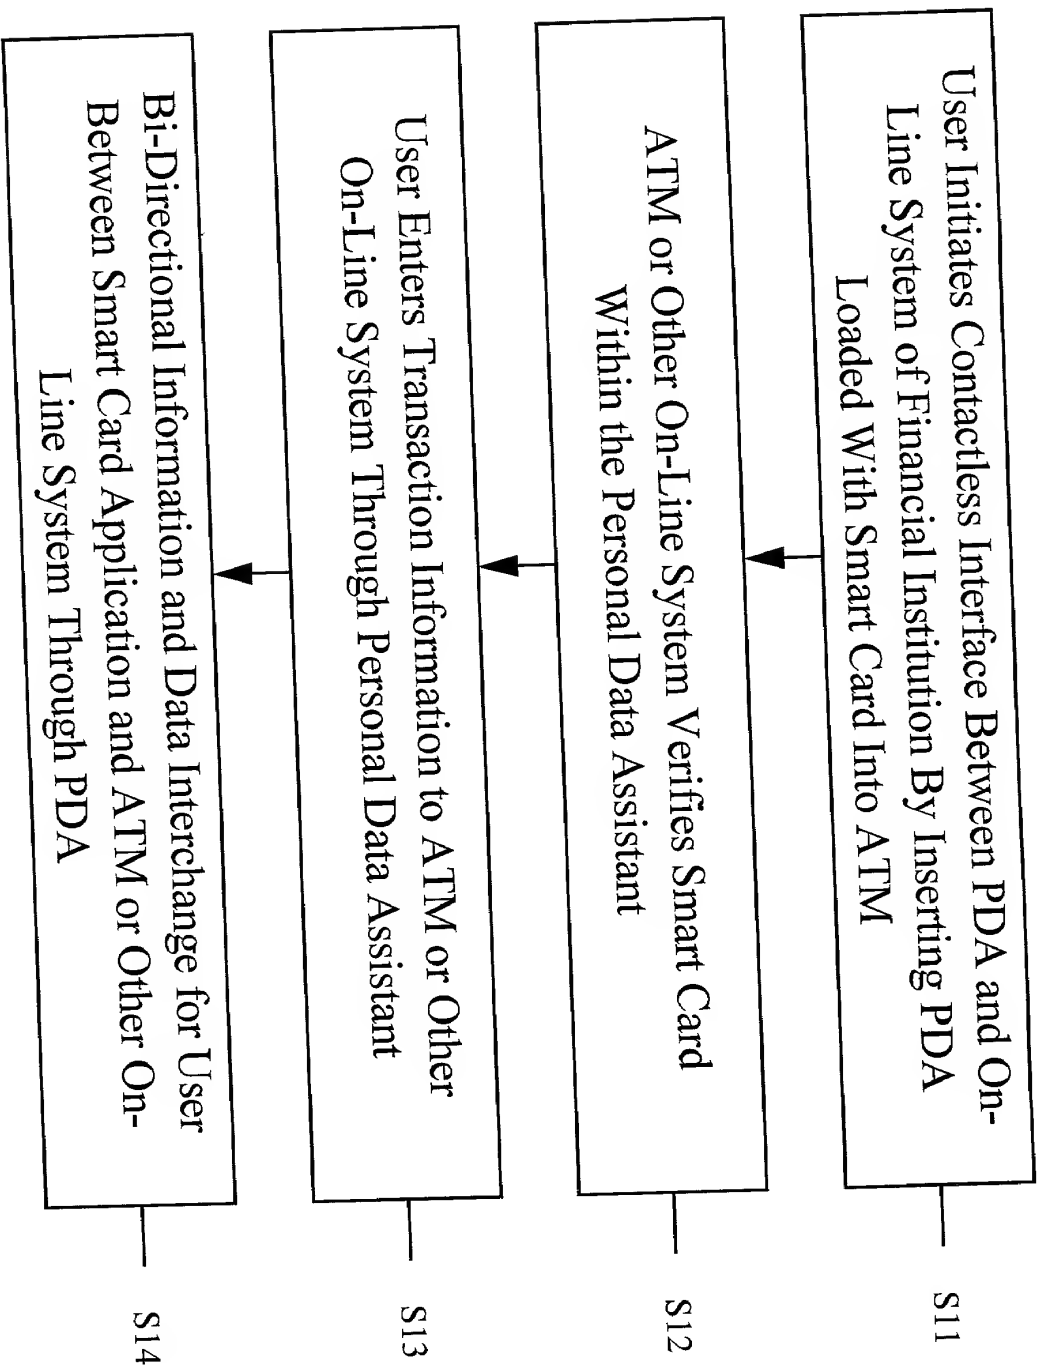 User Initiates Contactless Interface Between PDA and On-
Line System of Financial Institution By Inserting PDA
Loaded With Smart Card Into ATM
S11
ATM or Other On-Line System Verifies Smart Card
Within the Personal Data Assistant
S12
User Enters Transaction Information to ATM or Other
On-Line System Through Personal Data Assistant
S13
Bi-Directional Information and Data Interchange for User
Between Smart Card Application and ATM or Other On-
Line System Through PDA
S14